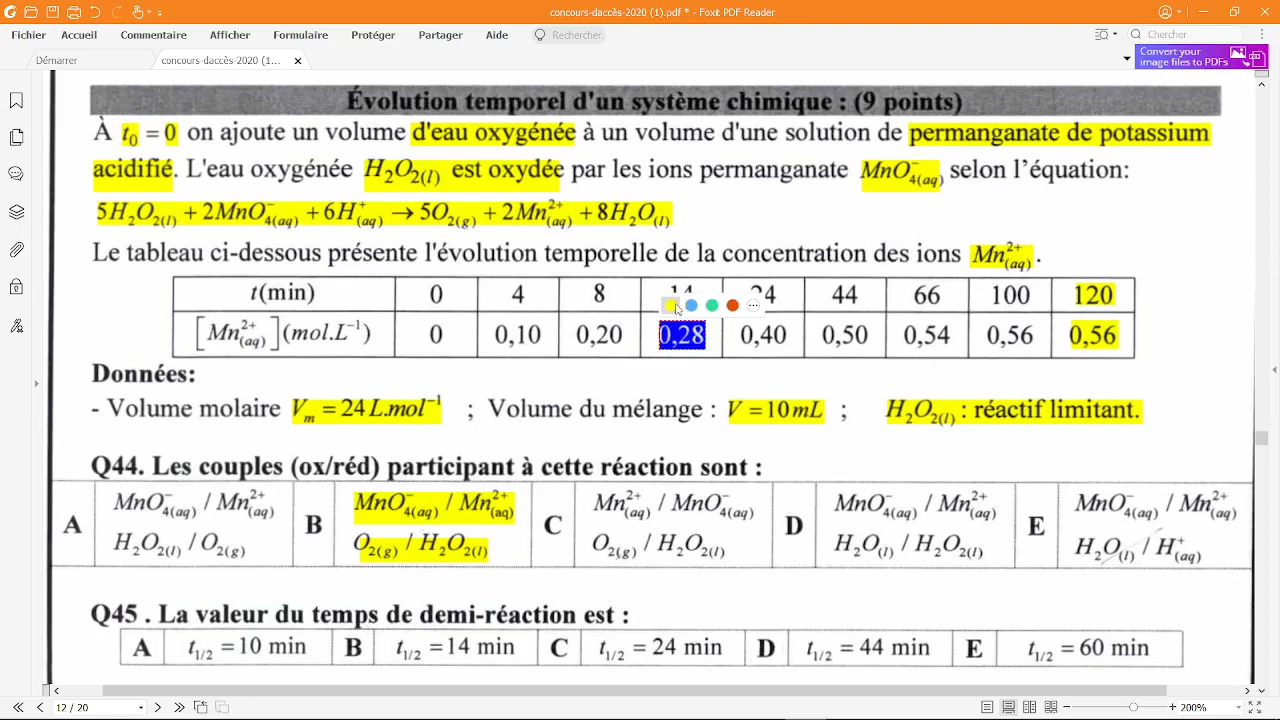 concours-daccès-2020 (1).pdf * - Foxit PDF Reader
Fichier Accueil Commentaire Afficher Formulaire Protéger Partager Aide Rechercher Chercher
Démarrer concours-daccès-2020 (1...
Convert your image files to PDFs
Évolution temporel d'un système chimique : (9 points)
À t₀ = 0 on ajoute un volume d'eau oxygénée à un volume d'une solution de permanganate de potassium
acidifié. L'eau oxygénée H₂O₂(l) est oxydée par les ions permanganate MnO₄⁻(aq) selon l'équation:
5H₂O₂(l) + 2MnO₄⁻(aq) + 6H⁺(aq) → 5O₂(g) + 2Mn²⁺(aq) + 8H₂O(l)
Le tableau ci-dessous présente l'évolution temporelle de la concentration des ions Mn²⁺(aq) .
t(min) 0 4 8 14 24 44 66 100 120
[Mn²⁺(aq)](mol.L⁻¹) 0 0,10 0,20 0,28 0,40 0,50 0,54 0,56 0,56
Données:
- Volume molaire Vm = 24 L.mol⁻¹ ; Volume du mélange : V = 10 mL ; H₂O₂(l) : réactif limitant.
Q44. Les couples (ox/réd) participant à cette réaction sont :
A MnO₄⁻(aq) / Mn²⁺(aq) H₂O₂(l) / O₂(g)
B MnO₄⁻(aq) / Mn²⁺(aq) O₂(g) / H₂O₂(l)
C Mn²⁺(aq) / MnO₄⁻(aq) O₂(g) / H₂O₂(l)
D MnO₄⁻(aq) / Mn²⁺(aq) H₂O(l) / H₂O₂(l)
E MnO₄⁻(aq) / Mn²⁺(aq) H₂O(l) / H⁺(aq)
Q45 . La valeur du temps de demi-réaction est :
A t1/2 = 10 min B t1/2 = 14 min C t1/2 = 24 min D t1/2 = 44 min E t1/2 = 60 min
12 / 20 200%